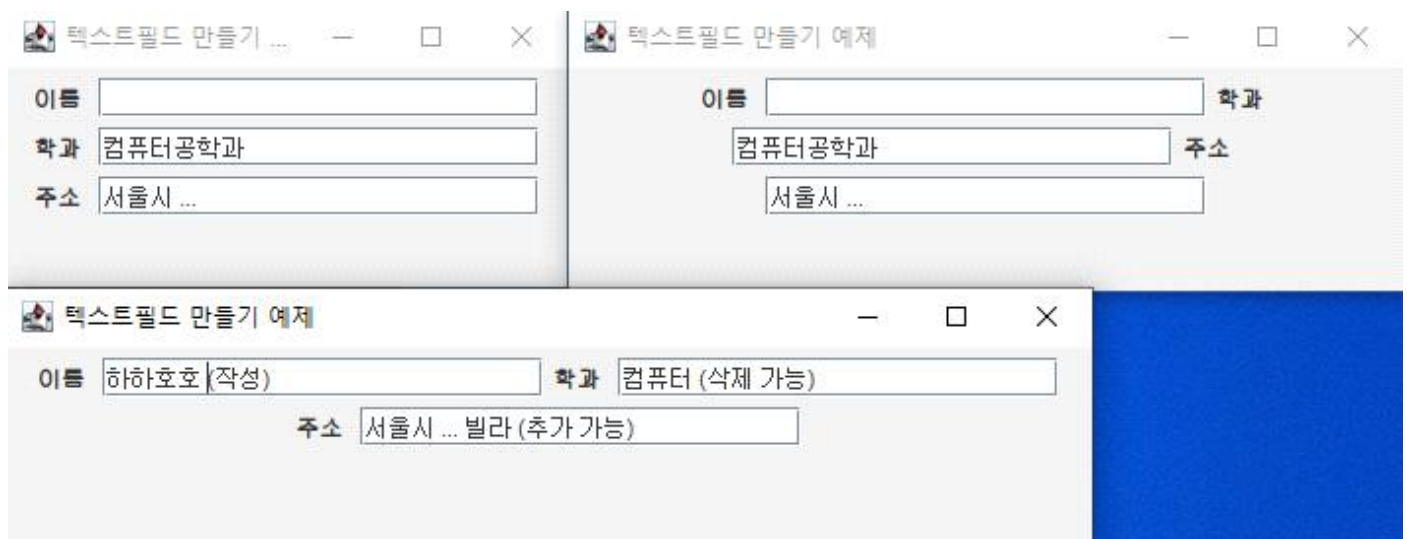 텍스트필드 만들기 ...
이름
학과 컴퓨터공학과
주소 서울시 ...
텍스트필드 만들기 예제
이름 학과
컴퓨터공학과 주소
서울시 ...
텍스트필드 만들기 예제
이름 하하호호 (작성) 학과 컴퓨터 (삭제 가능)
주소 서울시 ... 빌라 (추가 가능)